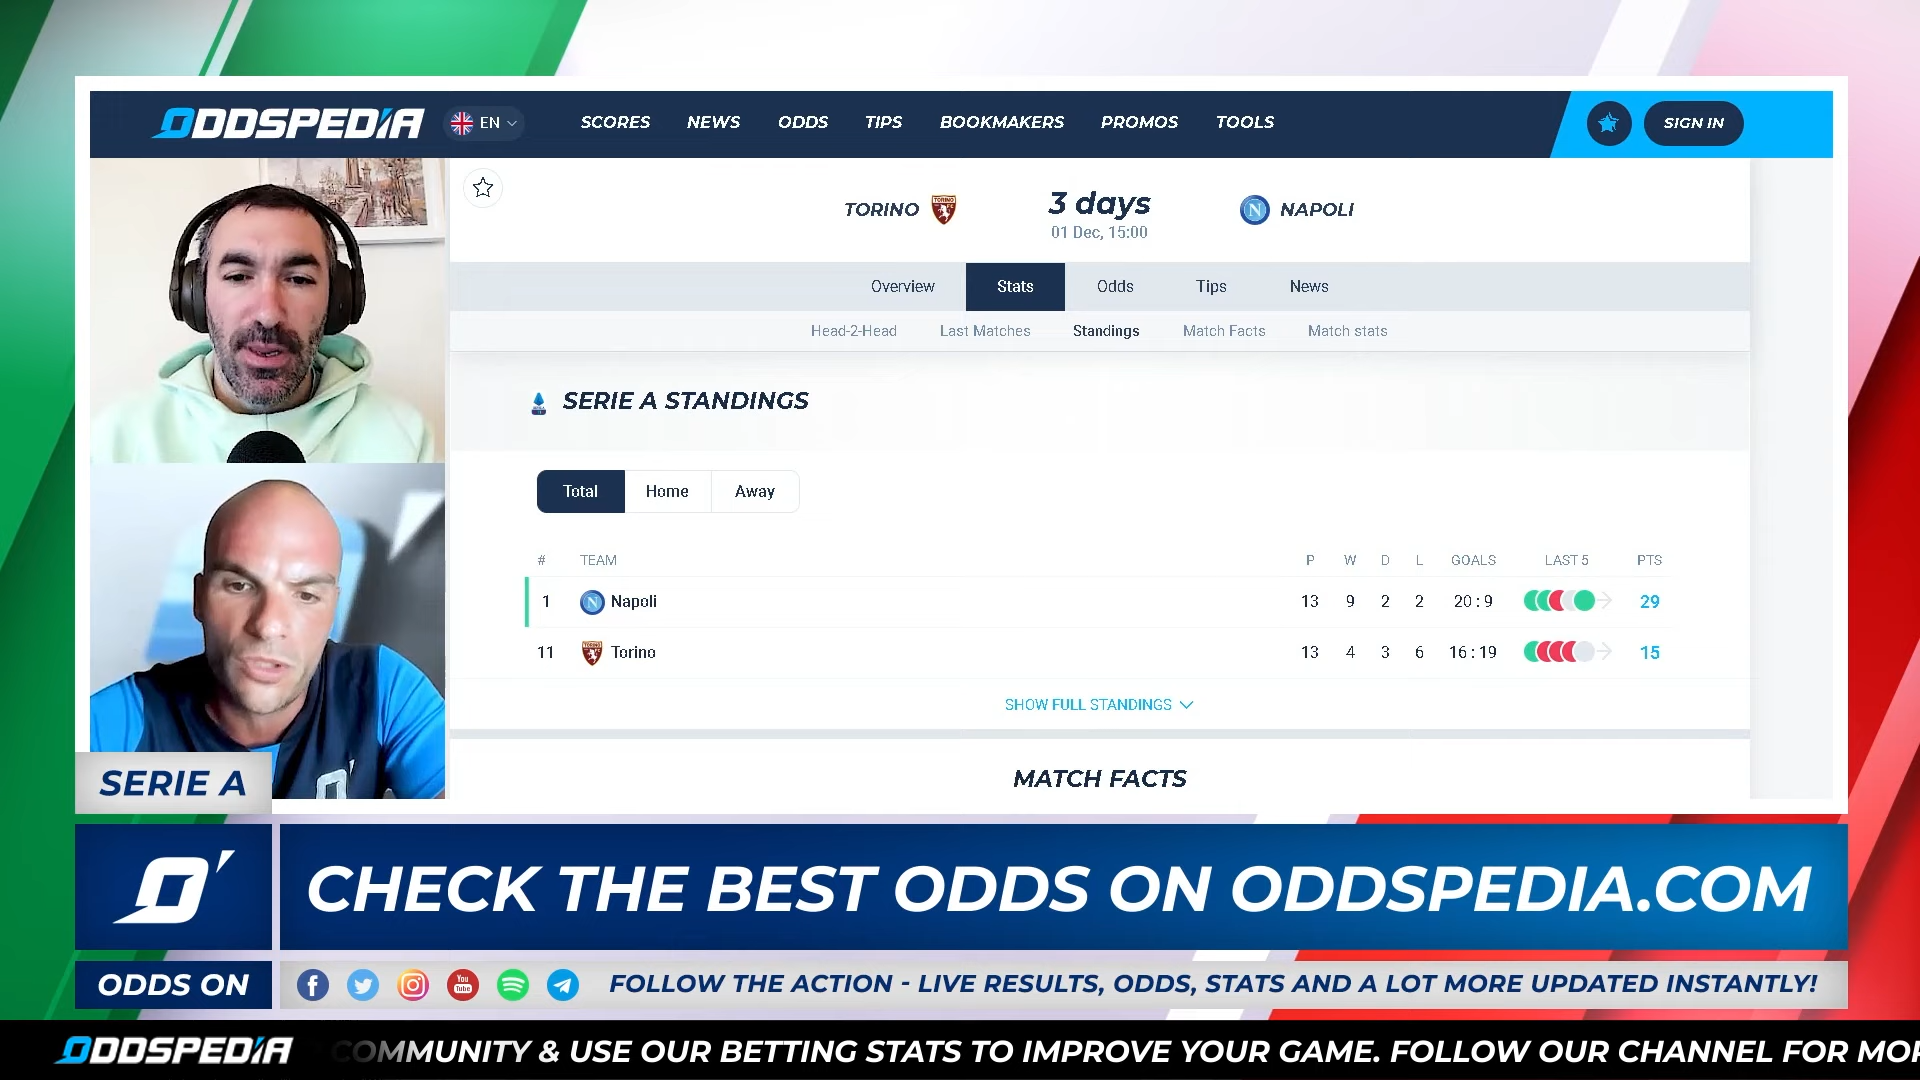 ODDSPEDIA EN SCORES NEWS ODDS TIPS BOOKMAKERS PROMOS TOOLS SIGN IN
TORINO 3 days NAPOLI
01 Dec, 15:00
Overview Stats Odds Tips News
Head-2-Head Last Matches Standings Match Facts Match stats
SERIE A STANDINGS
Total Home Away
# TEAM P W D L GOALS LAST 5 PTS
1 Napoli 13 9 2 2 20 : 9 29
11 Torino 13 4 3 6 16 : 19 15
SHOW FULL STANDINGS
MATCH FACTS
SERIE A
CHECK THE BEST ODDS ON ODDSPEDIA.COM
ODDS ON FOLLOW THE ACTION - LIVE RESULTS, ODDS, STATS AND A LOT MORE UPDATED INSTANTLY!
ODDSPEDIA COMMUNITY & USE OUR BETTING STATS TO IMPROVE YOUR GAME. FOLLOW OUR CHANNEL FOR MOR